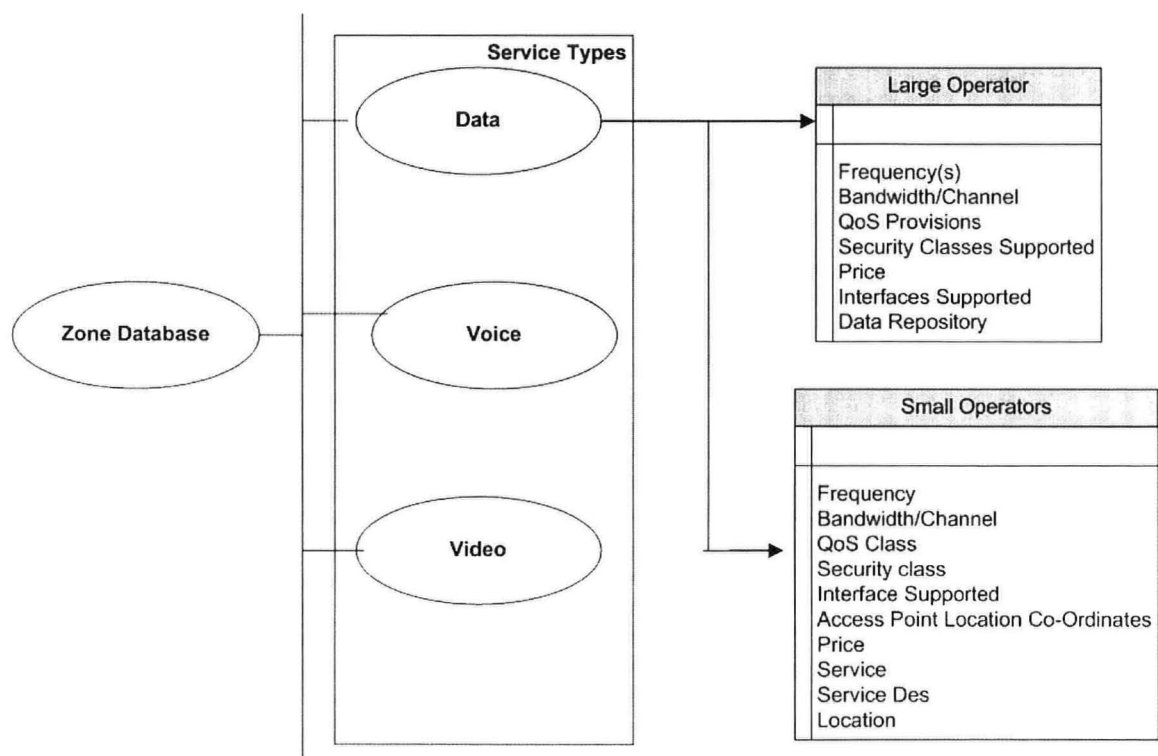 Service Types
Data
Zone Database
Voice
Video
Large Operator
Frequency(s)
Bandwidth/Channel
QoS Provisions
Security Classes Supported
Price
Interfaces Supported
Data Repository
Small Operators
Frequency
Bandwidth/Channel
QoS Class
Security class
Interface Supported
Access Point Location Co-Ordinates
Price
Service
Service Des
Location